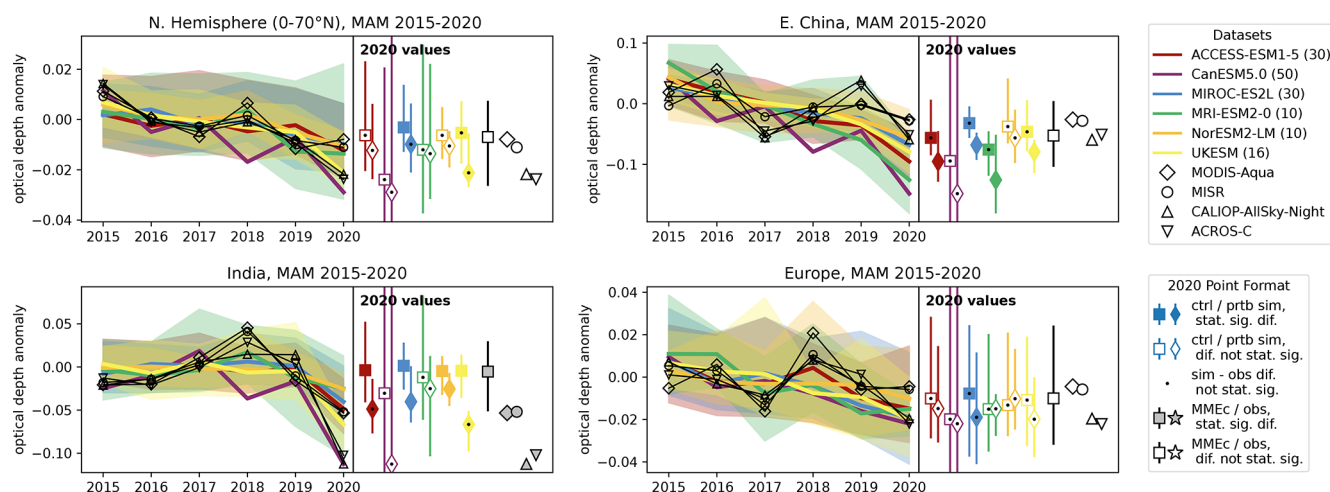 N. Hemisphere (0-70°N), MAM 2015-2020
optical depth anomaly
0.02
0.00
−0.02
−0.04
2020 values
2015 2016 2017 2018 2019 2020
E. China, MAM 2015-2020
optical depth anomaly
0.1
0.0
−0.1
2020 values
2015 2016 2017 2018 2019 2020
Datasets
ACCESS-ESM1-5 (30)
CanESM5.0 (50)
MIROC-ES2L (30)
MRI-ESM2-0 (10)
NorESM2-LM (10)
UKESM (16)
MODIS-Aqua
MISR
CALIOP-AllSky-Night
ACROS-C
India, MAM 2015-2020
optical depth anomaly
0.05
0.00
−0.05
−0.10
2020 values
2015 2016 2017 2018 2019 2020
Europe, MAM 2015-2020
optical depth anomaly
0.04
0.02
0.00
−0.02
−0.04
2020 values
2015 2016 2017 2018 2019 2020
2020 Point Format
ctrl / prtb sim,
stat. sig. dif.
ctrl / prtb sim,
dif. not stat. sig.
sim - obs dif.
not stat. sig.
MMEc / obs,
stat. sig. dif.
MMEc / obs,
dif. not stat. sig.